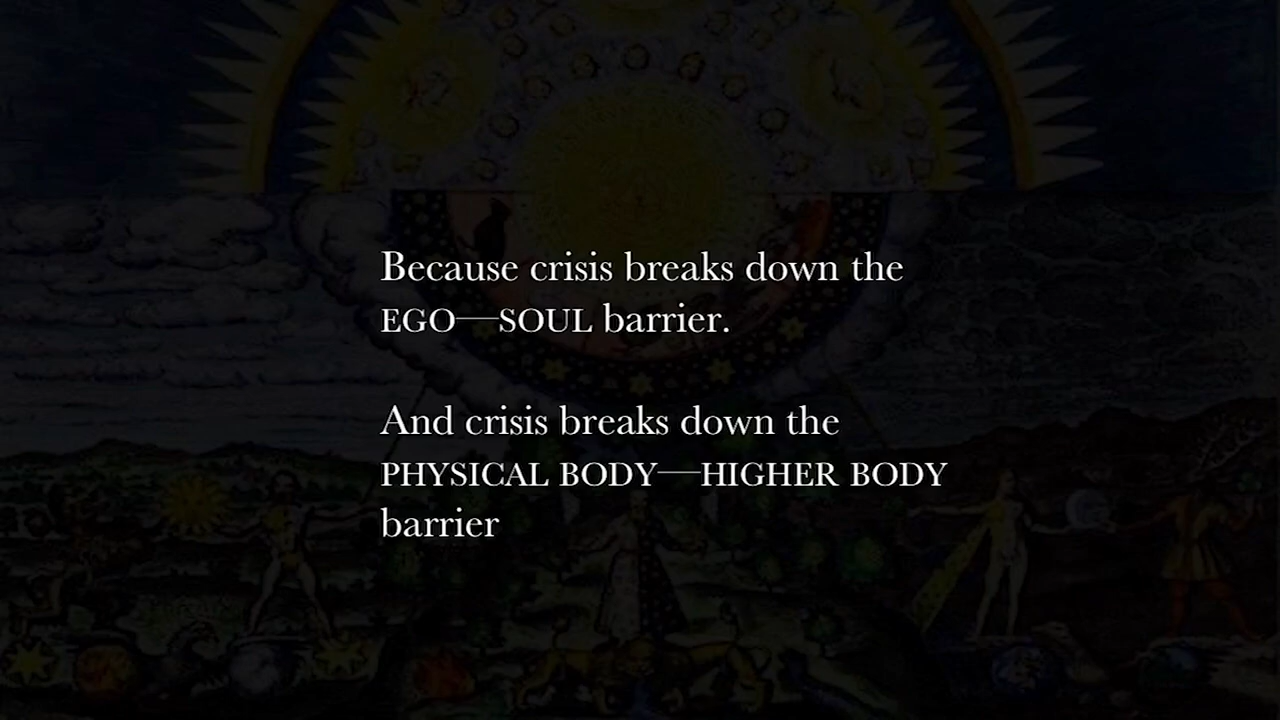 Because crisis breaks down the
EGO—SOUL barrier.
And crisis breaks down the
PHYSICAL BODY—HIGHER BODY
barrier